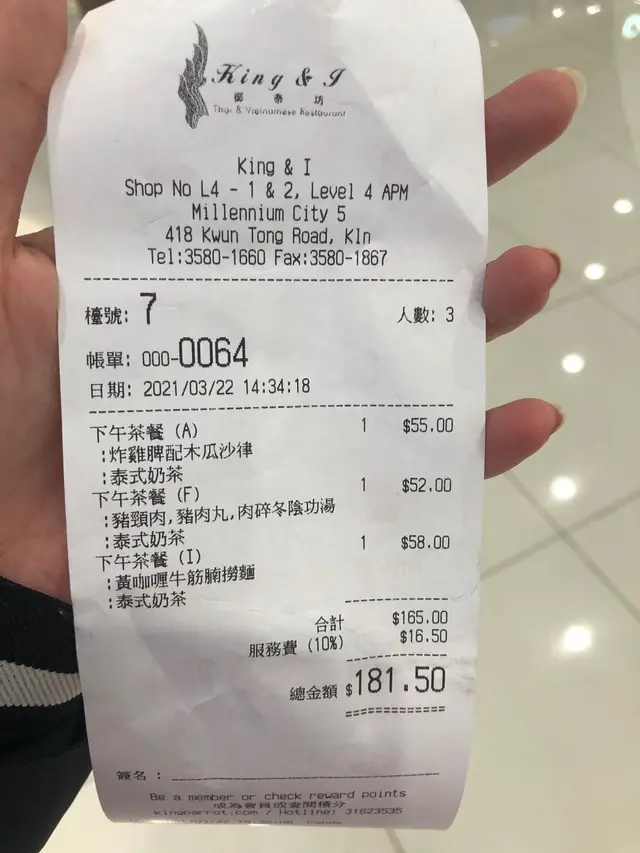 King & I
御泰坊
Thai & Vietnamese Restaurant
King & I
Shop No L4 - 1 & 2, Level 4 APM
Millennium City 5
418 Kwun Tong Road, Kln
Tel:3580-1660 Fax:3580-1867
檯號: 7 人數: 3
帳單: 000-0064
日期: 2021/03/22 14:34:18
下午茶餐 (A) 1 $55.00
:炸雞脾配木瓜沙律
:泰式奶茶
下午茶餐 (F) 1 $52.00
:豬頸肉,豬肉丸,肉碎冬陰功湯
:泰式奶茶
下午茶餐 (I) 1 $58.00
:黃咖喱牛筋腩撈麵
:泰式奶茶
合計 $165.00
服務費 (10%) $16.50
總金額 $181.50
簽名 :
Be a member or check reward points
成為會員或查閱積分
kingparrot.com / Hotline: 31623535